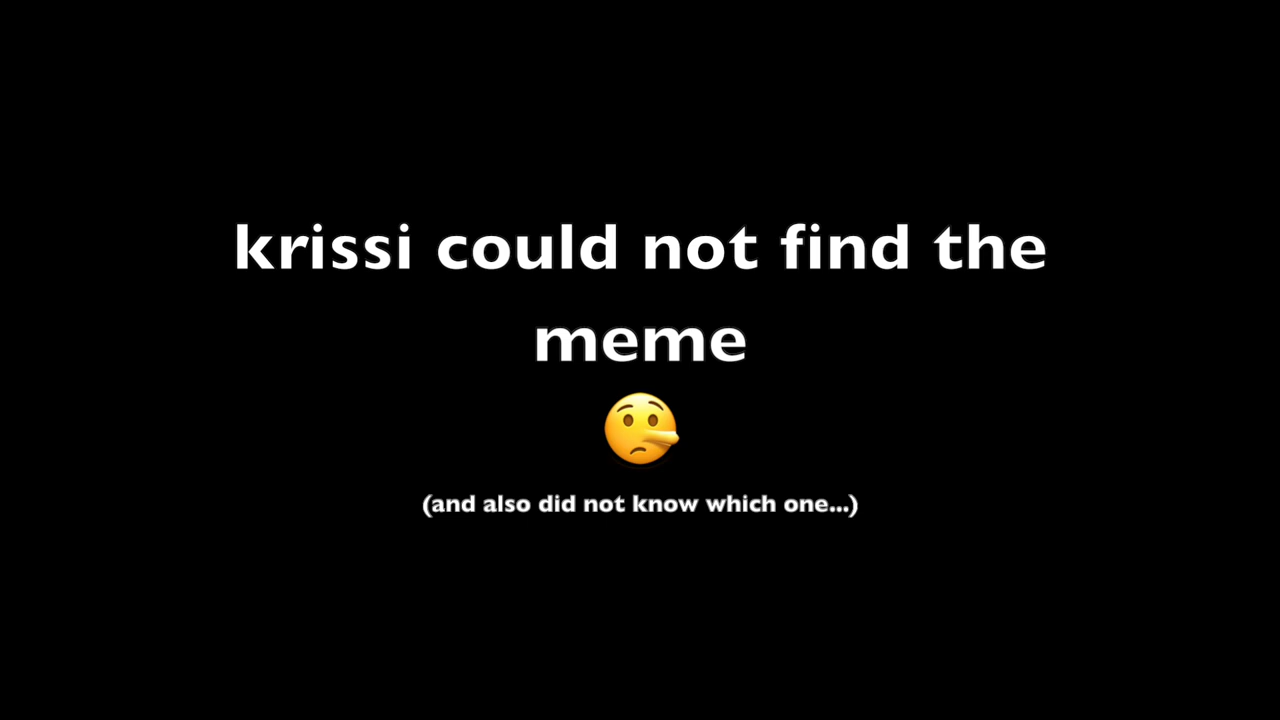 krissi could not find the
meme
🤥
(and also did not know which one...)